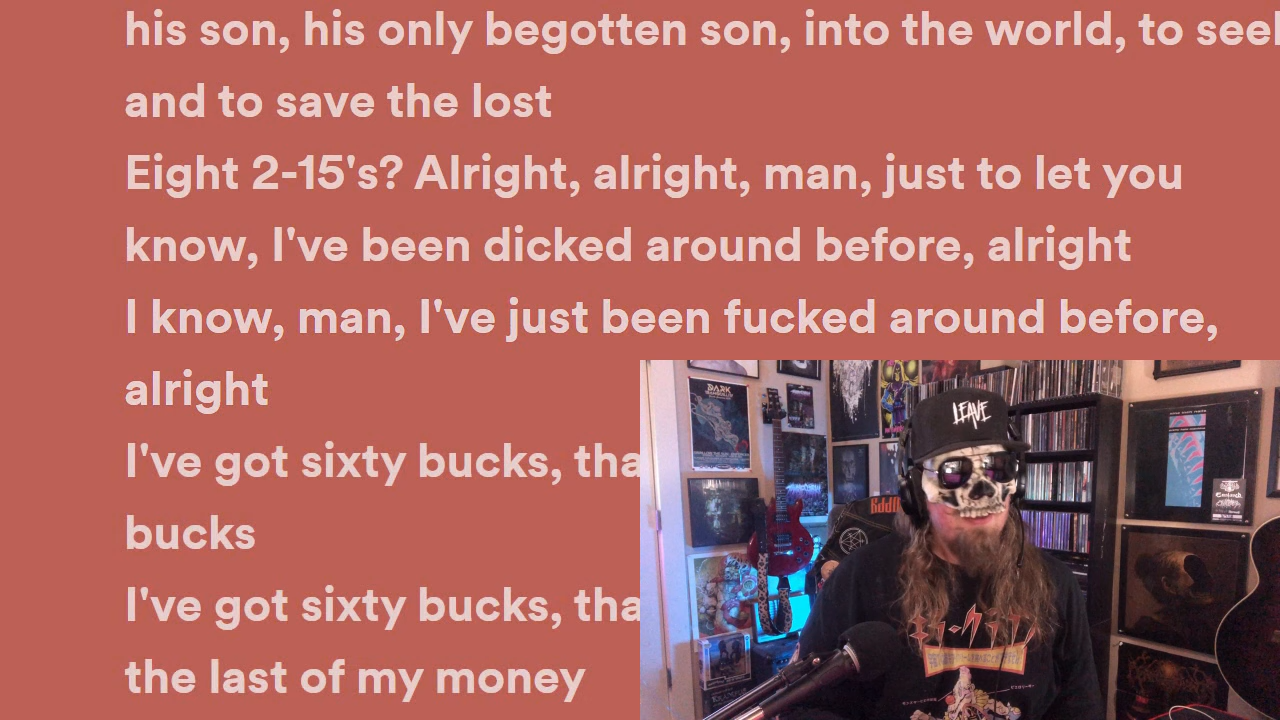 his son, his only begotten son, into the world, to seek
and to save the lost
Eight 2-15's? Alright, alright, man, just to let you
know, I've been dicked around before, alright
I know, man, I've just been fucked around before,
alright
I've got sixty bucks, tha
bucks
I've got sixty bucks, tha
the last of my money
DARK
LEAVE